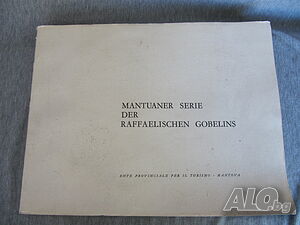 MANTUANER SERIE
DER
RAFFAELISCHEN GOBELINS
ENTE PROVINCIALE PER IL TURISMO - MANTOVA
ALO.bg